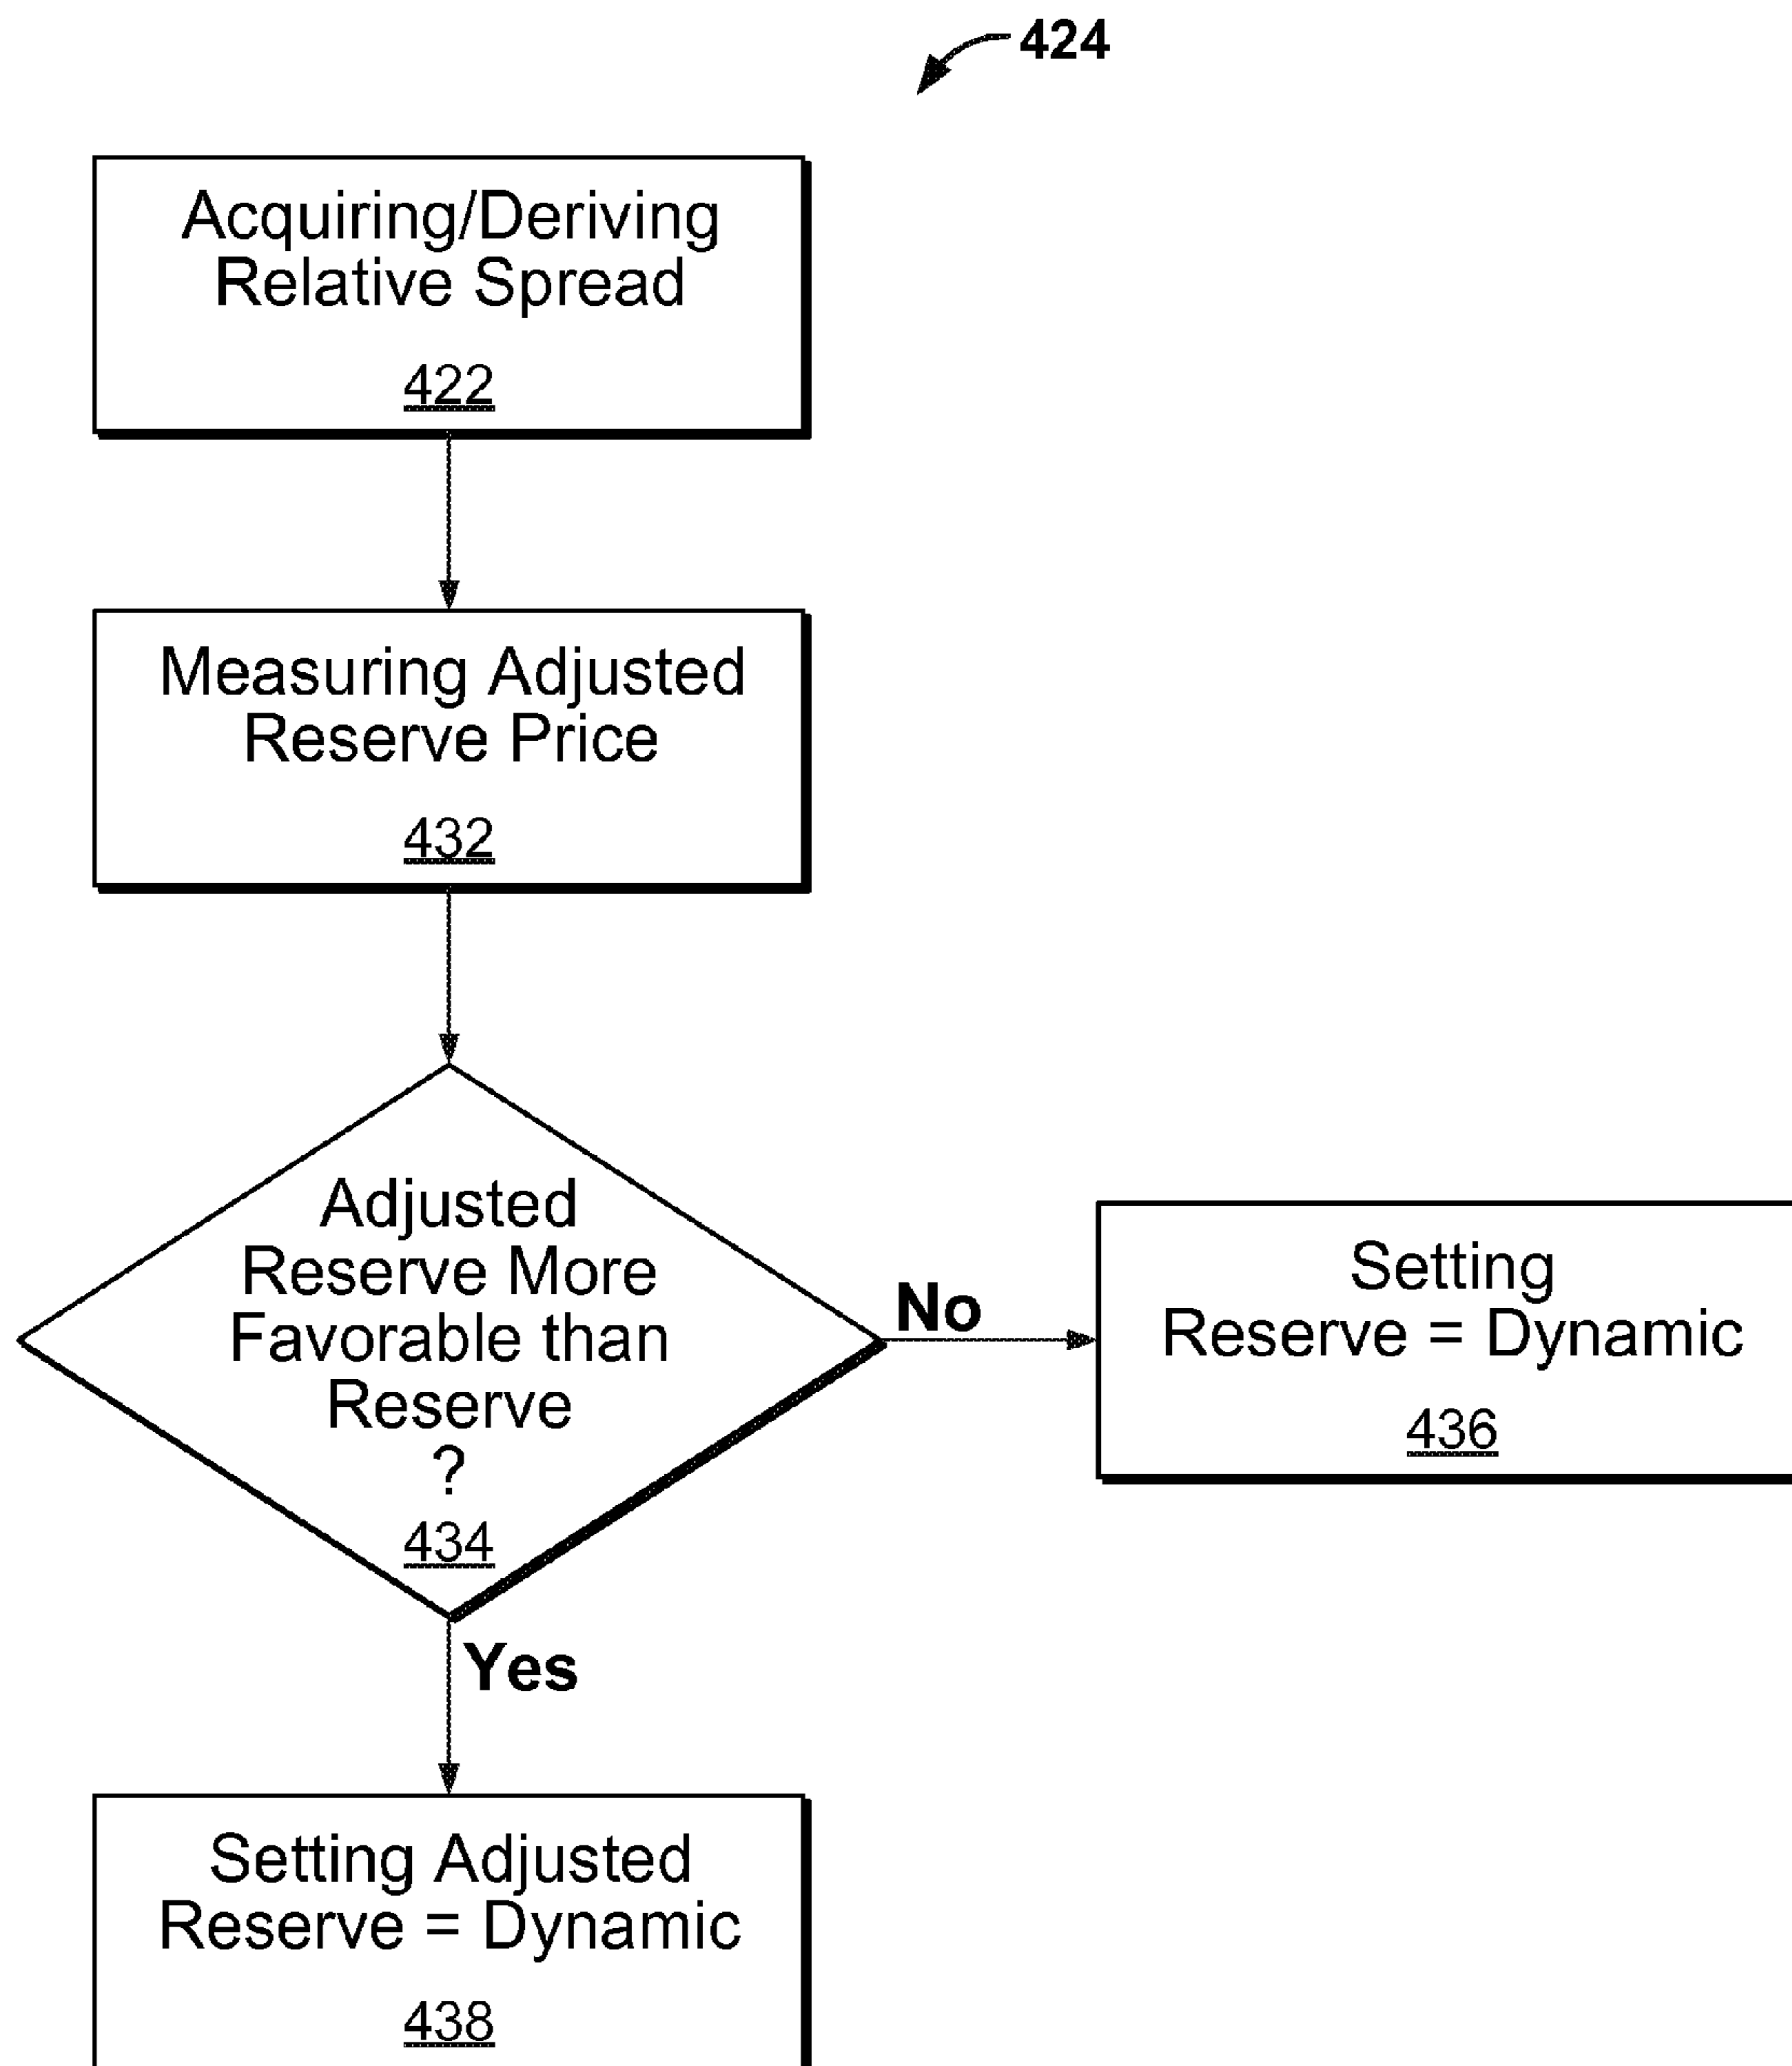 424
Acquiring/Deriving
Relative Spread
422
Measuring Adjusted
Reserve Price
432
Adjusted
Reserve More
Favorable than
Reserve
?
434
No
Setting
Reserve = Dynamic
436
Yes
Setting Adjusted
Reserve = Dynamic
438